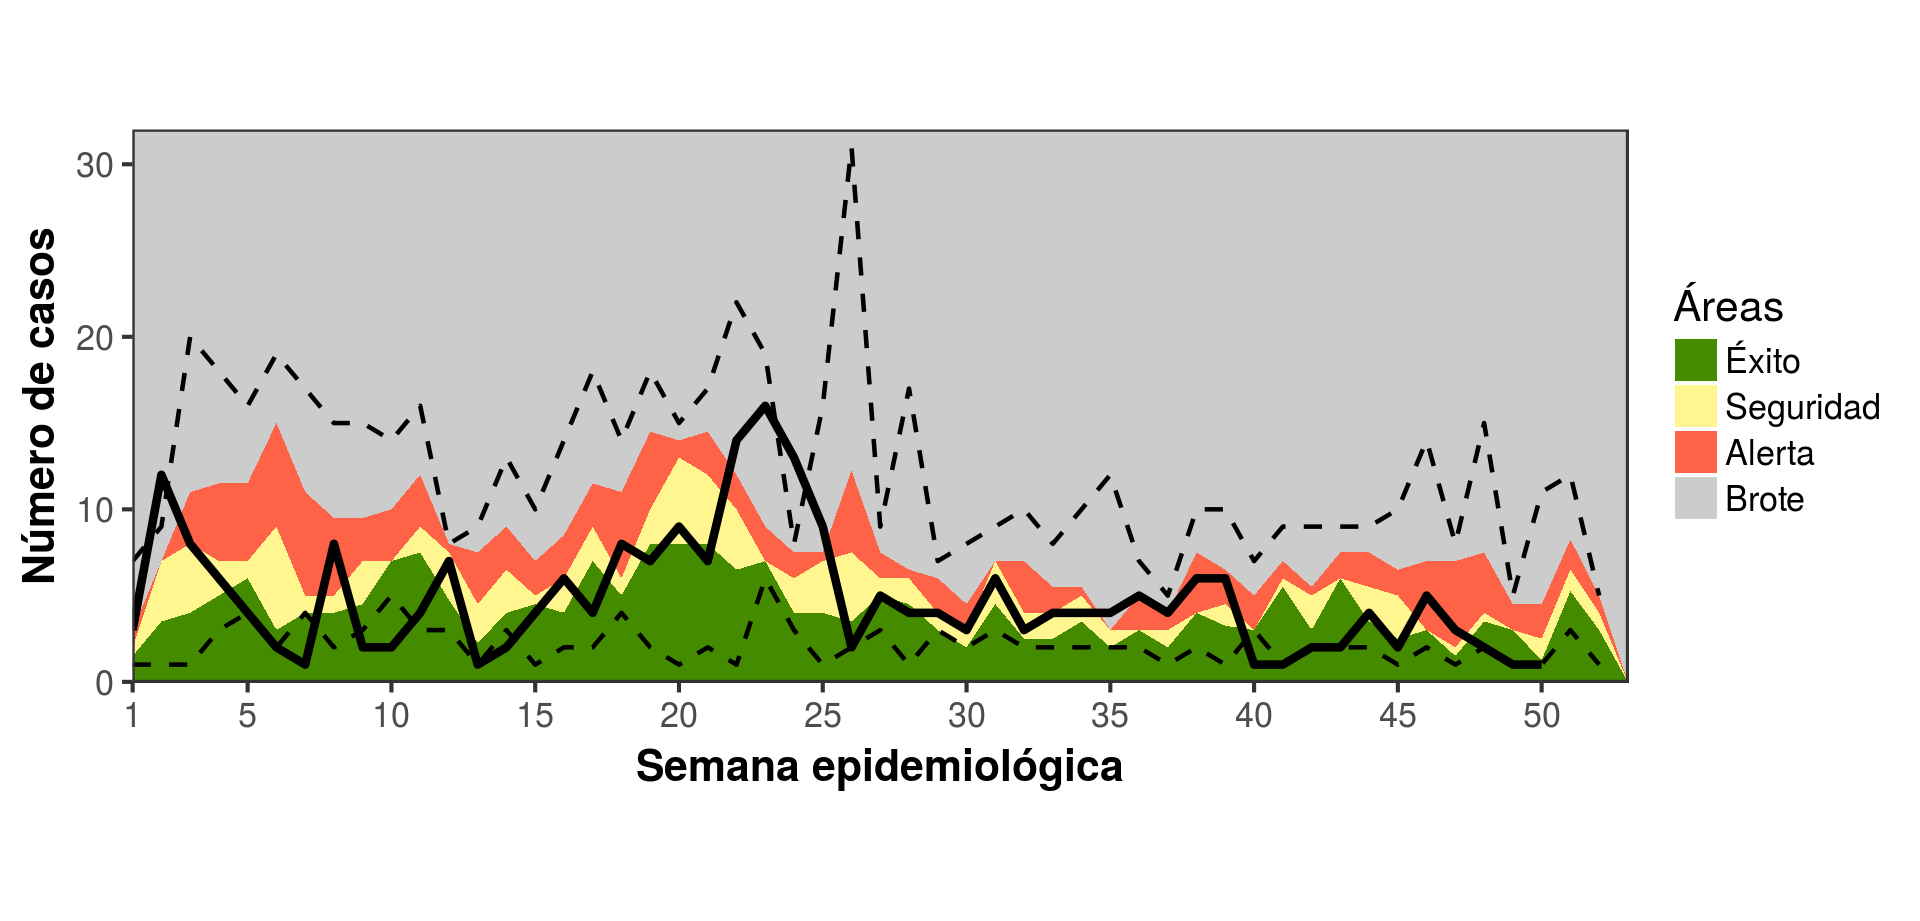 Número de casos
30
20
10
0
1 5 10 15 20 25 30 35 40 45 50
Semana epidemiológica
Áreas
Éxito
Seguridad
Alerta
Brote